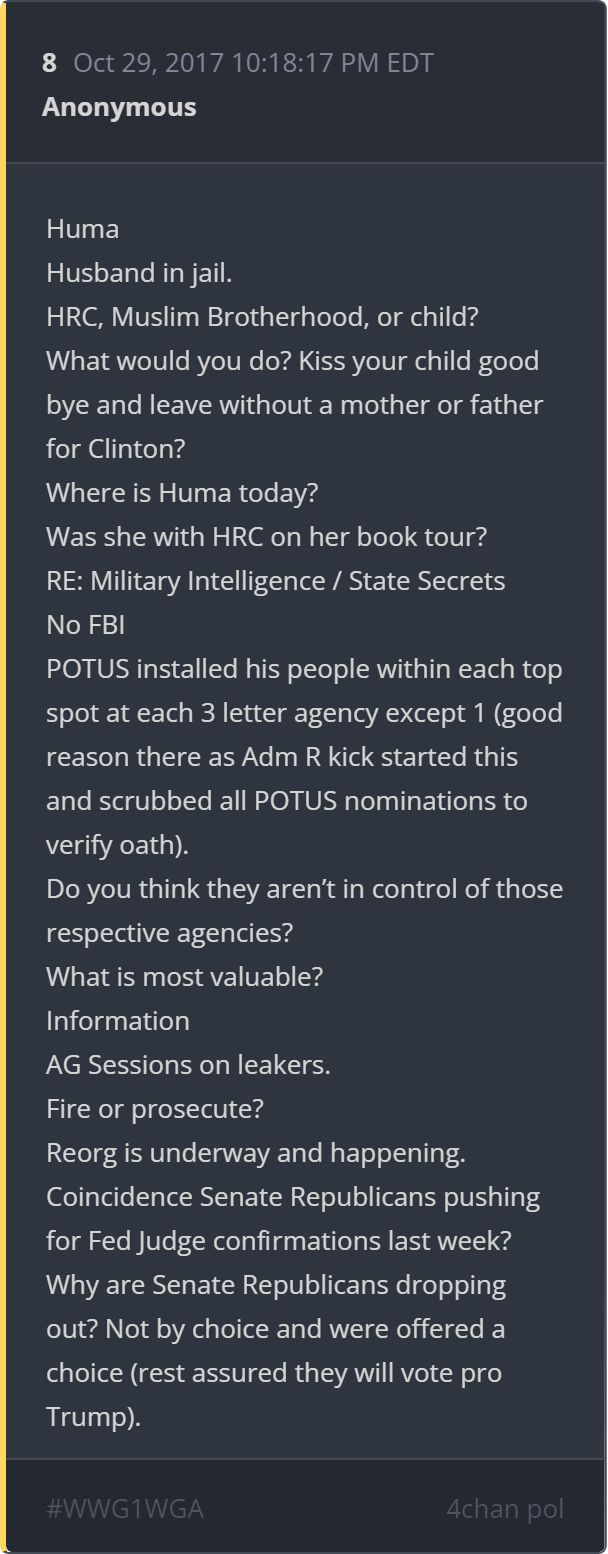 8 Oct 29, 2017 10:18:17 PM EDT
Anonymous
Huma
Husband in jail.
HRC, Muslim Brotherhood, or child?
What would you do? Kiss your child good
bye and leave without a mother or father
for Clinton?
Where is Huma today?
Was she with HRC on her book tour?
RE: Military Intelligence / State Secrets
No FBI
POTUS installed his people within each top
spot at each 3 letter agency except 1 (good
reason there as Adm R kick started this
and scrubbed all POTUS nominations to
verify oath).
Do you think they aren’t in control of those
respective agencies?
What is most valuable?
Information
AG Sessions on leakers.
Fire or prosecute?
Reorg is underway and happening.
Coincidence Senate Republicans pushing
for Fed Judge confirmations last week?
Why are Senate Republicans dropping
out? Not by choice and were offered a
choice (rest assured they will vote pro
Trump).
#WWG1WGA 4chan pol